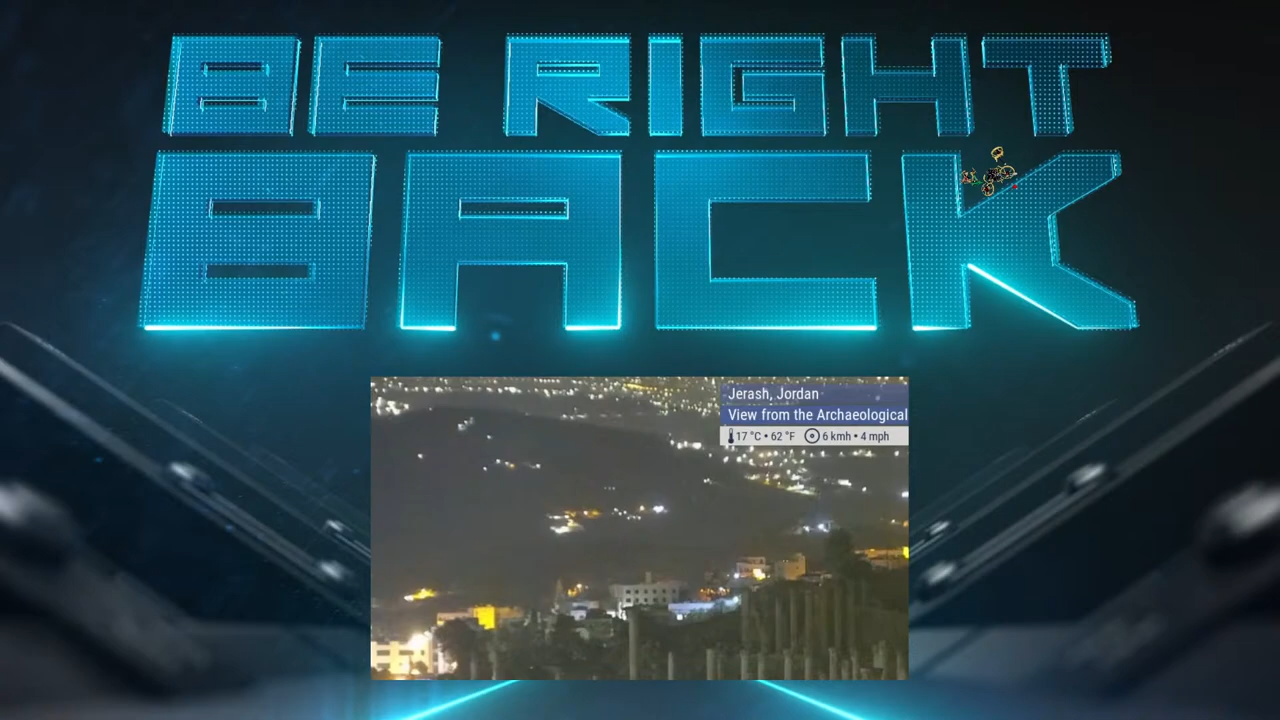 BE RIGHT
BACK
Jerash, Jordan
View from the Archaeological
17 °C • 62 °F 6 kmh • 4 mph